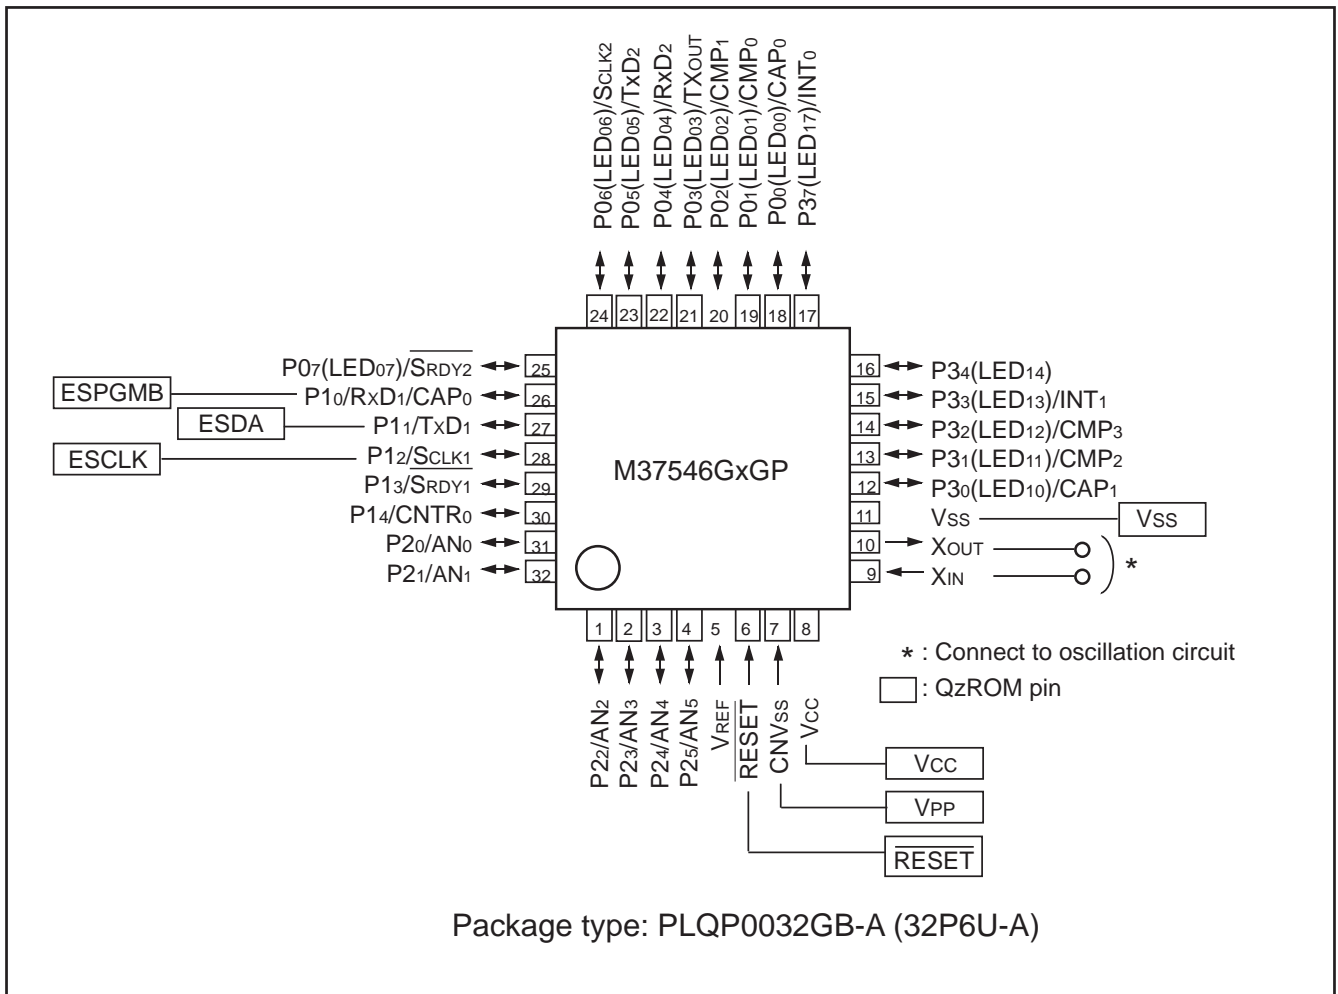 P06(LED06)/SCLK2
P05(LED05)/TxD2
P04(LED04)/RxD2
P03(LED03)/TXOUT
P02(LED02)/CMP1
P01(LED01)/CMP0
P00(LED00)/CAP0
P37(LED17)/INT0
24 23 22 21 20 19 18 17
P07(LED07)/SRDY2 25
ESPGMB P10/RXD1/CAP0 26
ESDA P11/TXD1 27
ESCLK P12/SCLK1 28
P13/SRDY1 29
P14/CNTR0 30
P20/AN0 31
P21/AN1 32
M37546GxGP
16 P34(LED14)
15 P33(LED13)/INT1
14 P32(LED12)/CMP3
13 P31(LED11)/CMP2
12 P30(LED10)/CAP1
11 VSS VSS
10 XOUT
9 XIN
*
1 2 3 4 5 6 7 8
P22/AN2
P23/AN3
P24/AN4
P25/AN5
VREF
RESET
CNVSS
VCC
* : Connect to oscillation circuit
: QzROM pin
VCC
VPP
RESET
Package type: PLQP0032GB-A (32P6U-A)